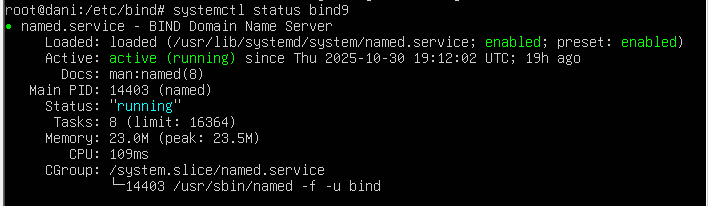 root@dani:/etc/bind# systemctl status bind9
● named.service - BIND Domain Name Server
Loaded: loaded (/usr/lib/systemd/system/named.service; enabled; preset: enabled)
Active: active (running) since Thu 2025-10-30 19:12:02 UTC; 19h ago
Docs: man:named(8)
Main PID: 14403 (named)
Status: "running"
Tasks: 8 (limit: 16364)
Memory: 23.0M (peak: 23.5M)
CPU: 109ms
CGroup: /system.slice/named.service
└─14403 /usr/sbin/named -f -u bind